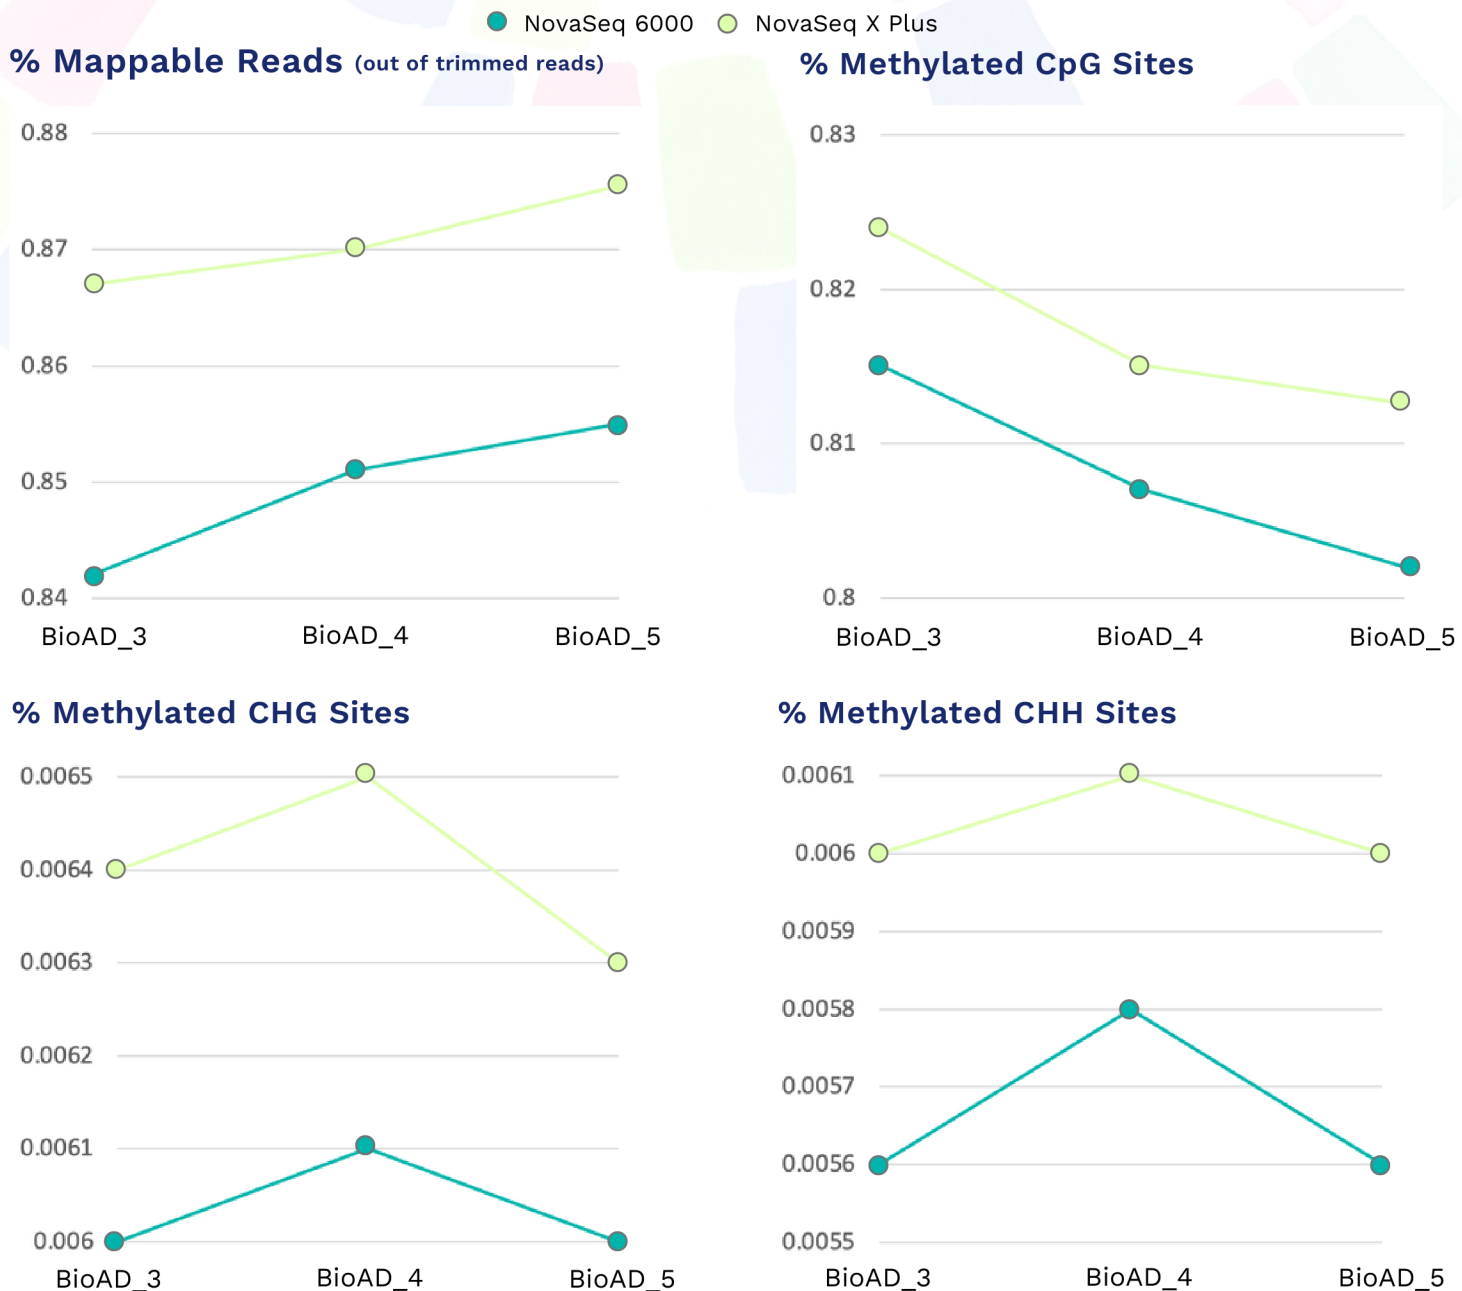 NovaSeq 6000 NovaSeq X Plus
% Mappable Reads (out of trimmed reads)
0.88
0.87
0.86
0.85
0.84
BioAD_3 BioAD_4 BioAD_5
% Methylated CpG Sites
0.83
0.82
0.81
0.8
BioAD_3 BioAD_4 BioAD_5
% Methylated CHG Sites
0.0065
0.0064
0.0063
0.0062
0.0061
0.006
BioAD_3 BioAD_4 BioAD_5
% Methylated CHH Sites
0.0061
0.006
0.0059
0.0058
0.0057
0.0056
0.0055
BioAD_3 BioAD_4 BioAD_5